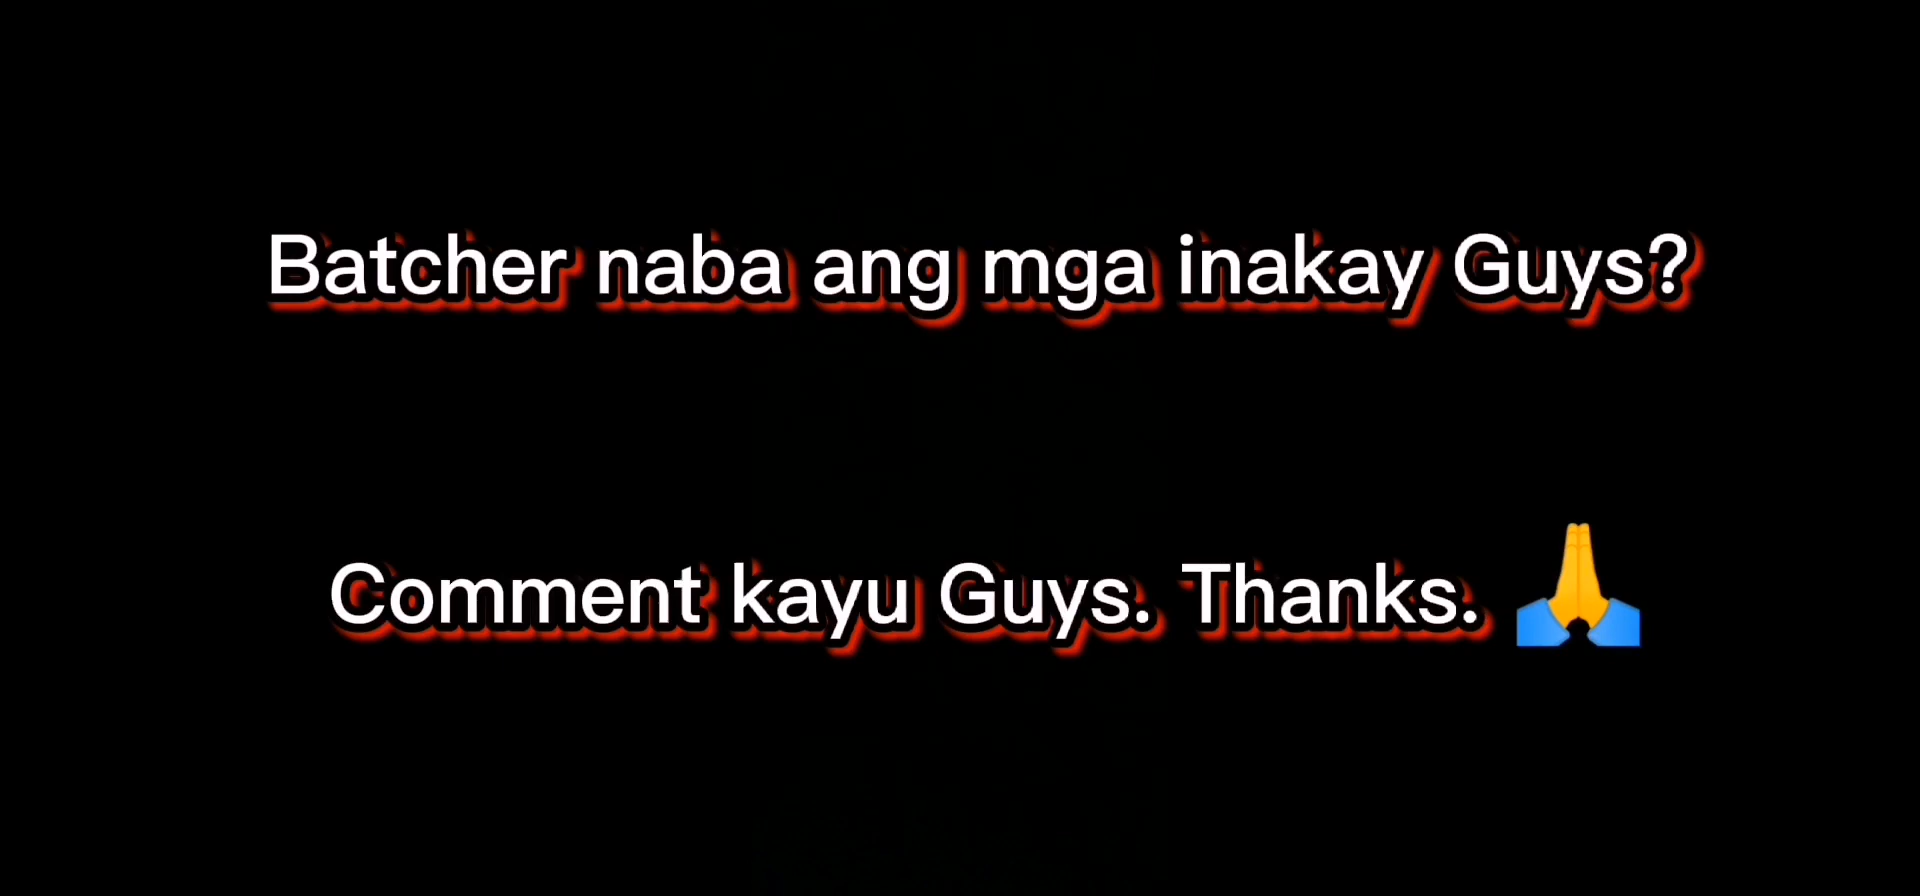 Batcher naba ang mga inakay Guys?
Comment kayu Guys. Thanks. 🙏